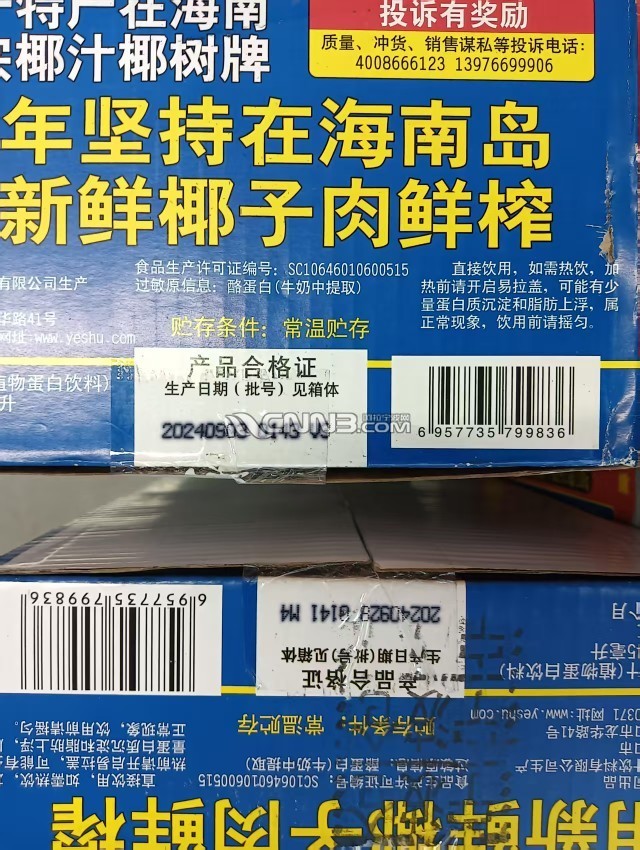 特产在海南
椰汁椰树牌
投诉有奖励
质量、冲货、销售谋私等投诉电话：
4008666123 13976699906
年坚持在海南岛
新鲜椰子肉鲜榨
有限公司生产
华路41号
网址:www.yeshu.com
植物蛋白饮料)
升
食品生产许可证编号：SC10646010600515
过敏原信息：酪蛋白(牛奶中提取)
贮存条件：常温贮存
直接饮用，如需热饮，加
热前请开启易拉盖，可能有少
量蛋白质沉淀和脂肪上浮，属
正常现象，饮用前请摇匀。
产品合格证
生产日期（批号）见箱体
20240903 0143
CNN3.com
6 957735 799836
6 957735 799836
20240928 0141 M4
生产日期(批号)见箱体
产品合格证
贮存条件：常温贮存
(植物蛋白饮料)
网址:www.yeshu.com
市龙华路41号
正常现象，饮用前请摇匀。
量蛋白质沉淀和脂肪上浮，
热前请开启易拉盖，可能有
直接饮用，如需热饮，
酪蛋白(牛奶中提取)
食品生产许可证编号：SC10646010600515
有限公司生产
新鲜椰子肉鲜榨